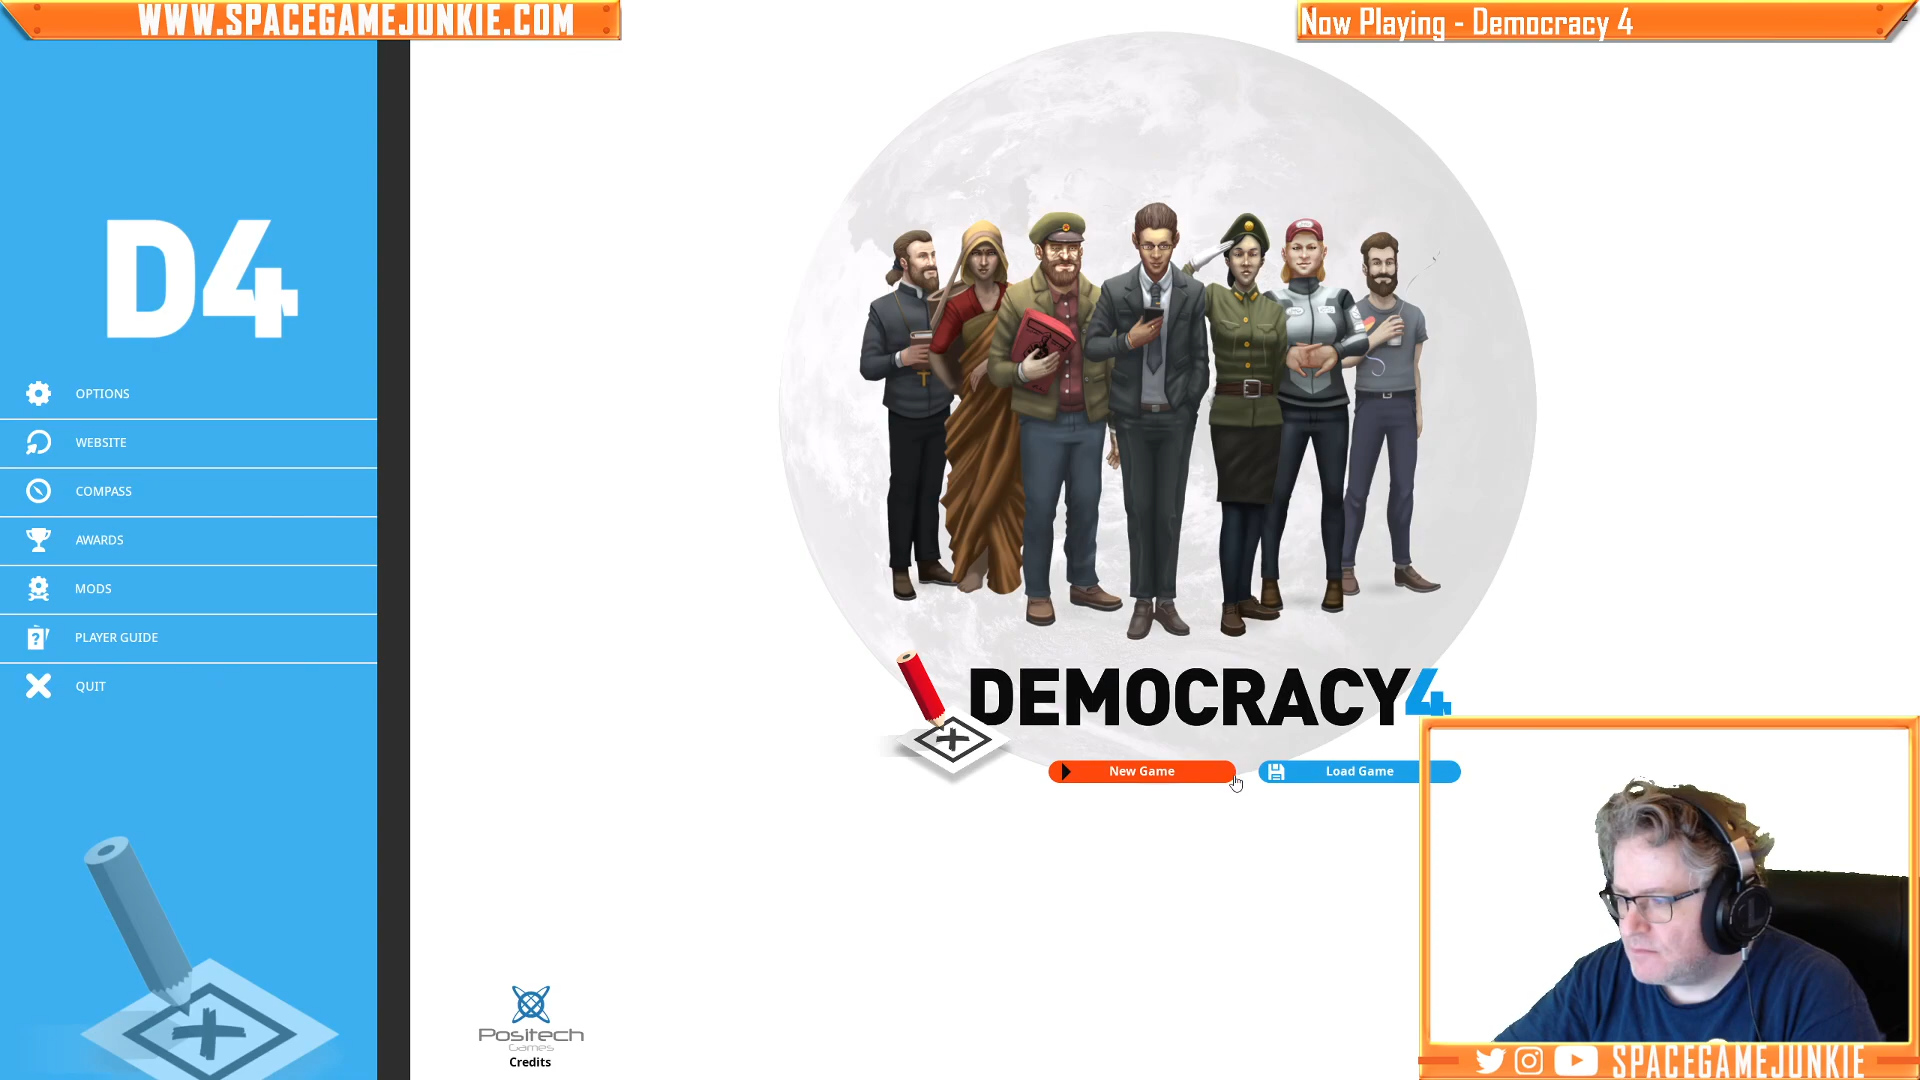 WWW.SPACEGAMEJUNKIE.COM
Now Playing - Democracy 4
D4
OPTIONS
WEBSITE
COMPASS
AWARDS
MODS
PLAYER GUIDE
QUIT
DEMOCRACY4
New Game
Load Game
Positech
Games
Credits
SPACEGAMEJUNKIE